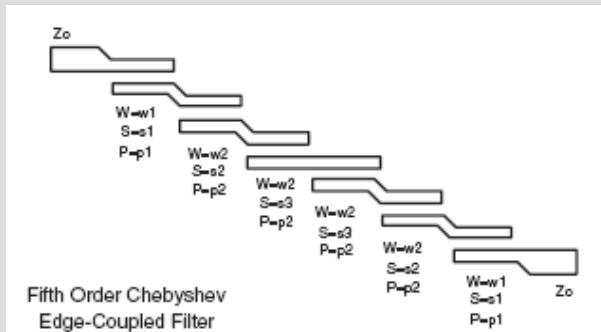 Zo
W=w1
S=s1
P=p1
W=w2
S=s2
P=p2
W=w2
S=s3
P=p2
W=w2
S=s3
P=p2
W=w2
S=s2
P=p2
W=w1
S=s1
P=p1
Zo
Fifth Order Chebyshev
Edge-Coupled Filter